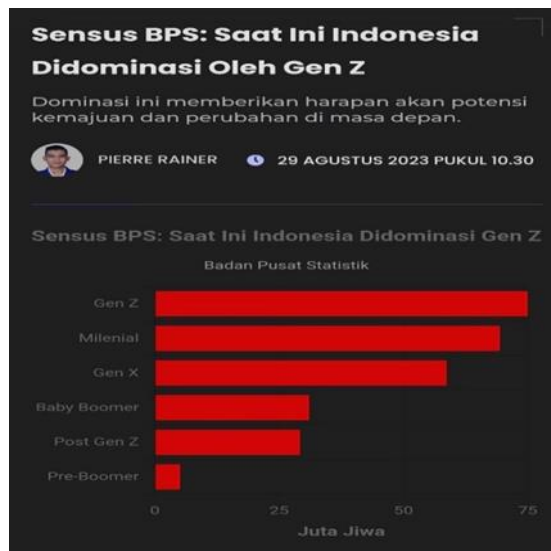 Sensus BPS: Saat Ini Indonesia
Didominasi Oleh Gen Z
Dominasi ini memberikan harapan akan potensi
kemajuan dan perubahan di masa depan.
PIERRE RAINER 29 AGUSTUS 2023 PUKUL 10.30
Sensus BPS: Saat Ini Indonesia Didominasi Gen Z
Badan Pusat Statistik
Gen Z
Milenial
Gen X
Baby Boomer
Post Gen Z
Pre-Boomer
0 25 50 75
Juta Jiwa